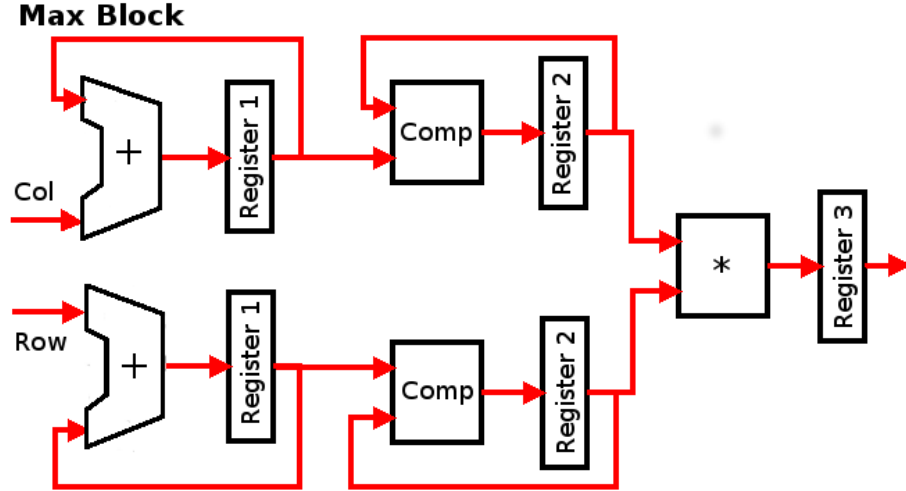 Max Block
+
Register 1
Comp
Register 2
Col
*
Register 3
Row
+
Register 1
Comp
Register 2